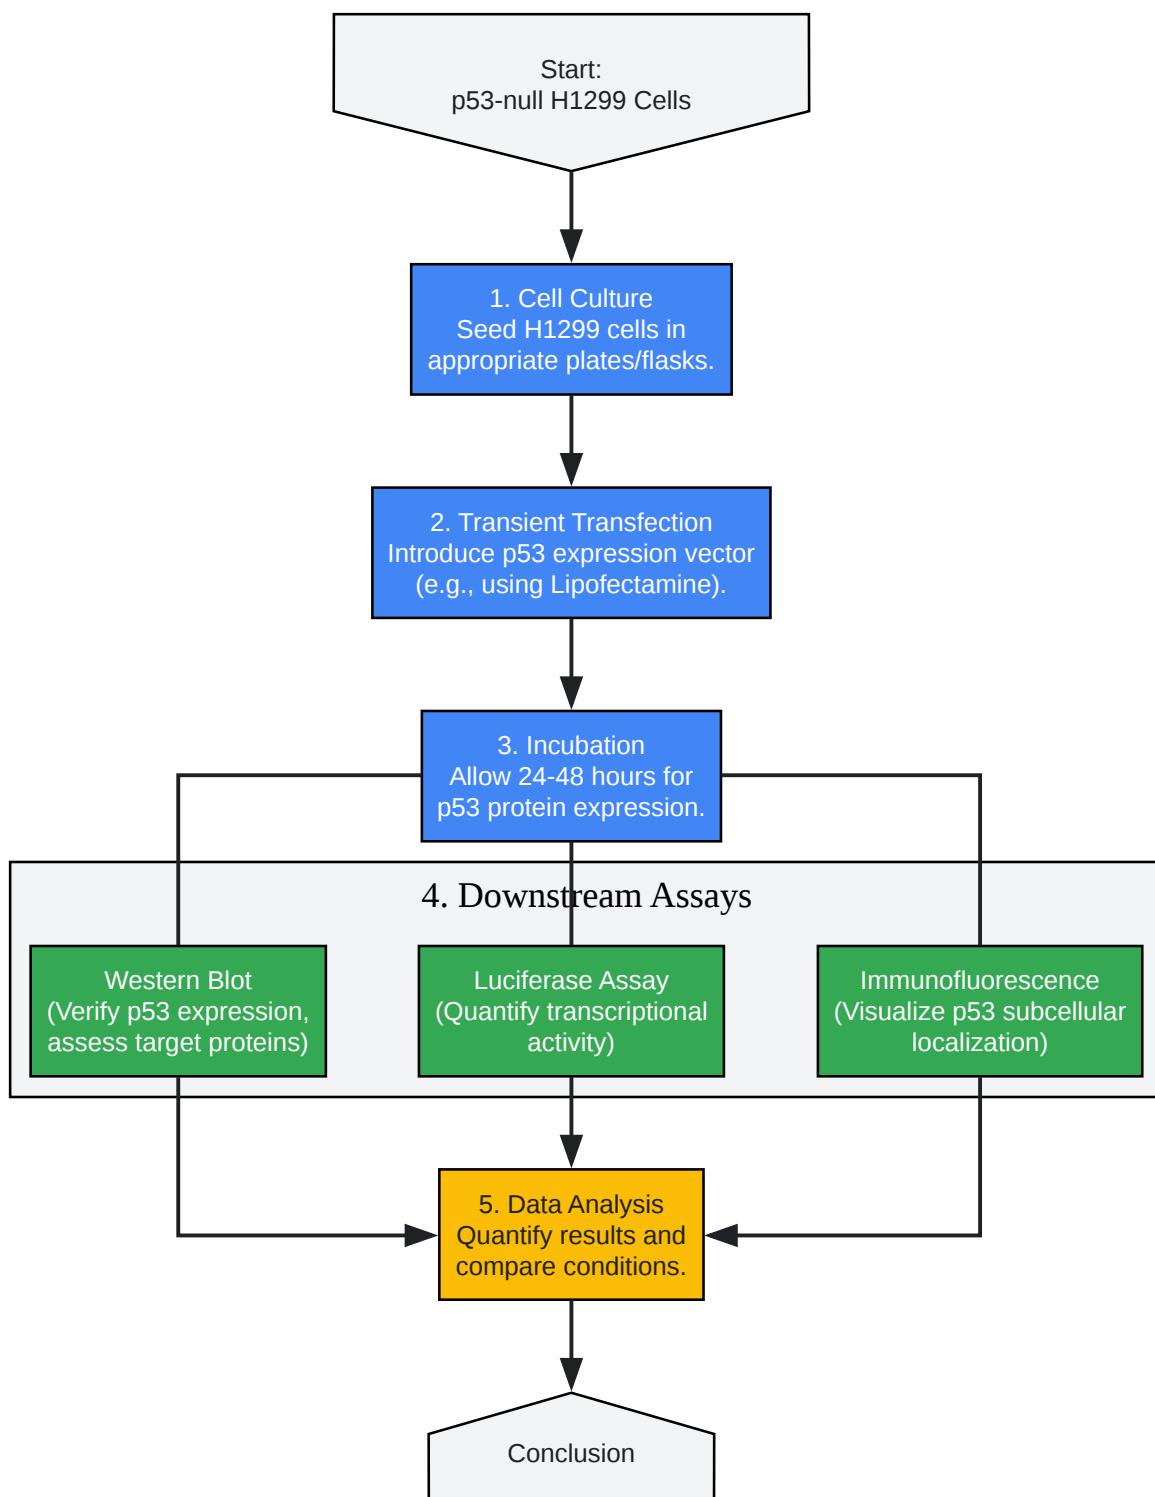 Start:
p53-null H1299 Cells
1. Cell Culture
Seed H1299 cells in
appropriate plates/flasks.
2. Transient Transfection
Introduce p53 expression vector
(e.g., using Lipofectamine).
3. Incubation
Allow 24-48 hours for
p53 protein expression.
4. Downstream Assays
Western Blot
(Verify p53 expression,
assess target proteins)
Luciferase Assay
(Quantify transcriptional
activity)
Immunofluorescence
(Visualize p53 subcellular
localization)
5. Data Analysis
Quantify results and
compare conditions.
Conclusion